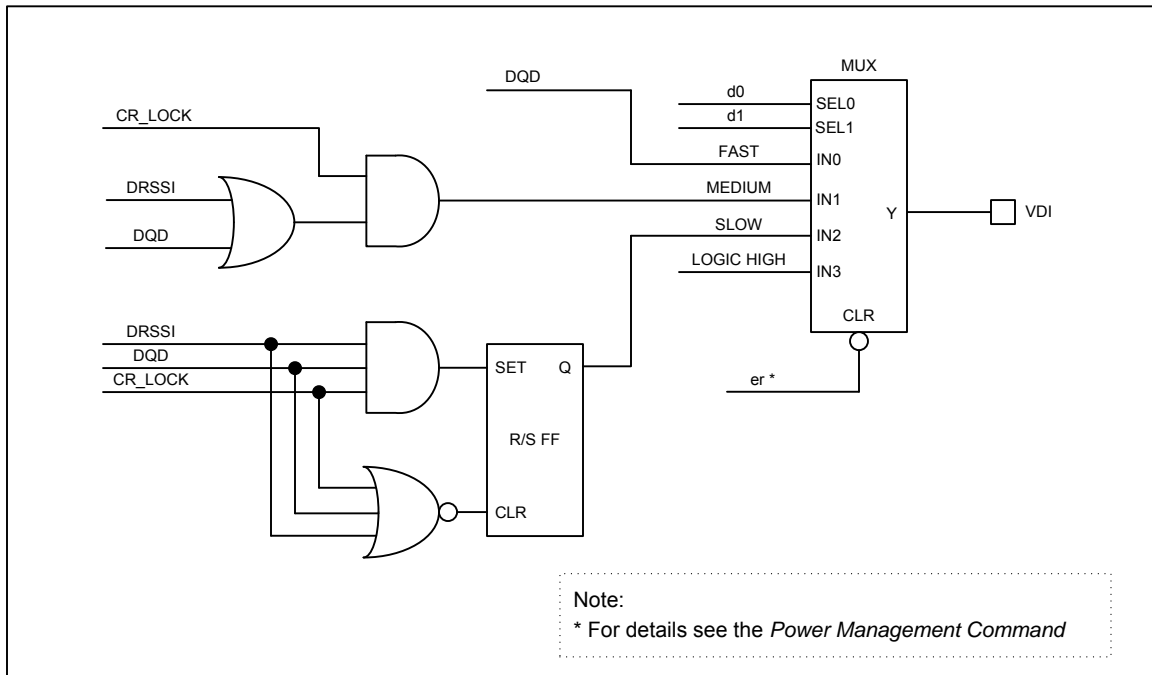 MUX
DQD
d0
SEL0
CR_LOCK
d1
SEL1
FAST
IN0
DRSSI
MEDIUM
IN1
Y
VDI
DQD
SLOW
IN2
LOGIC HIGH
IN3
CLR
DRSSI
DQD
CR_LOCK
SET
Q
er *
R/S FF
CLR
Note:
* For details see the Power Management Command